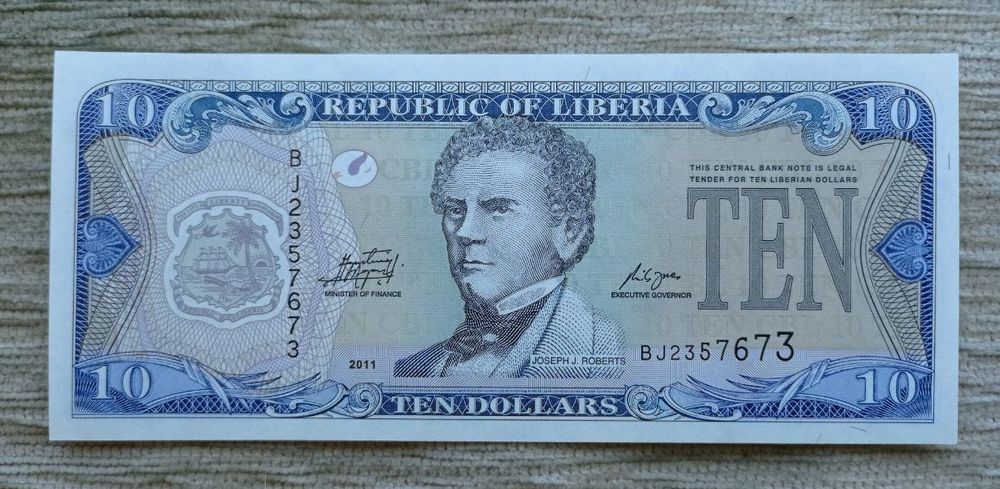 10
REPUBLIC OF LIBERIA
10
BJ2357673
THIS CENTRAL BANK NOTE IS LEGAL
TENDER FOR TEN LIBERIAN DOLLARS
TEN
MINISTER OF FINANCE
EXECUTIVE GOVERNOR
2011
JOSEPH J. ROBERTS
BJ2357673
10
TEN DOLLARS
10